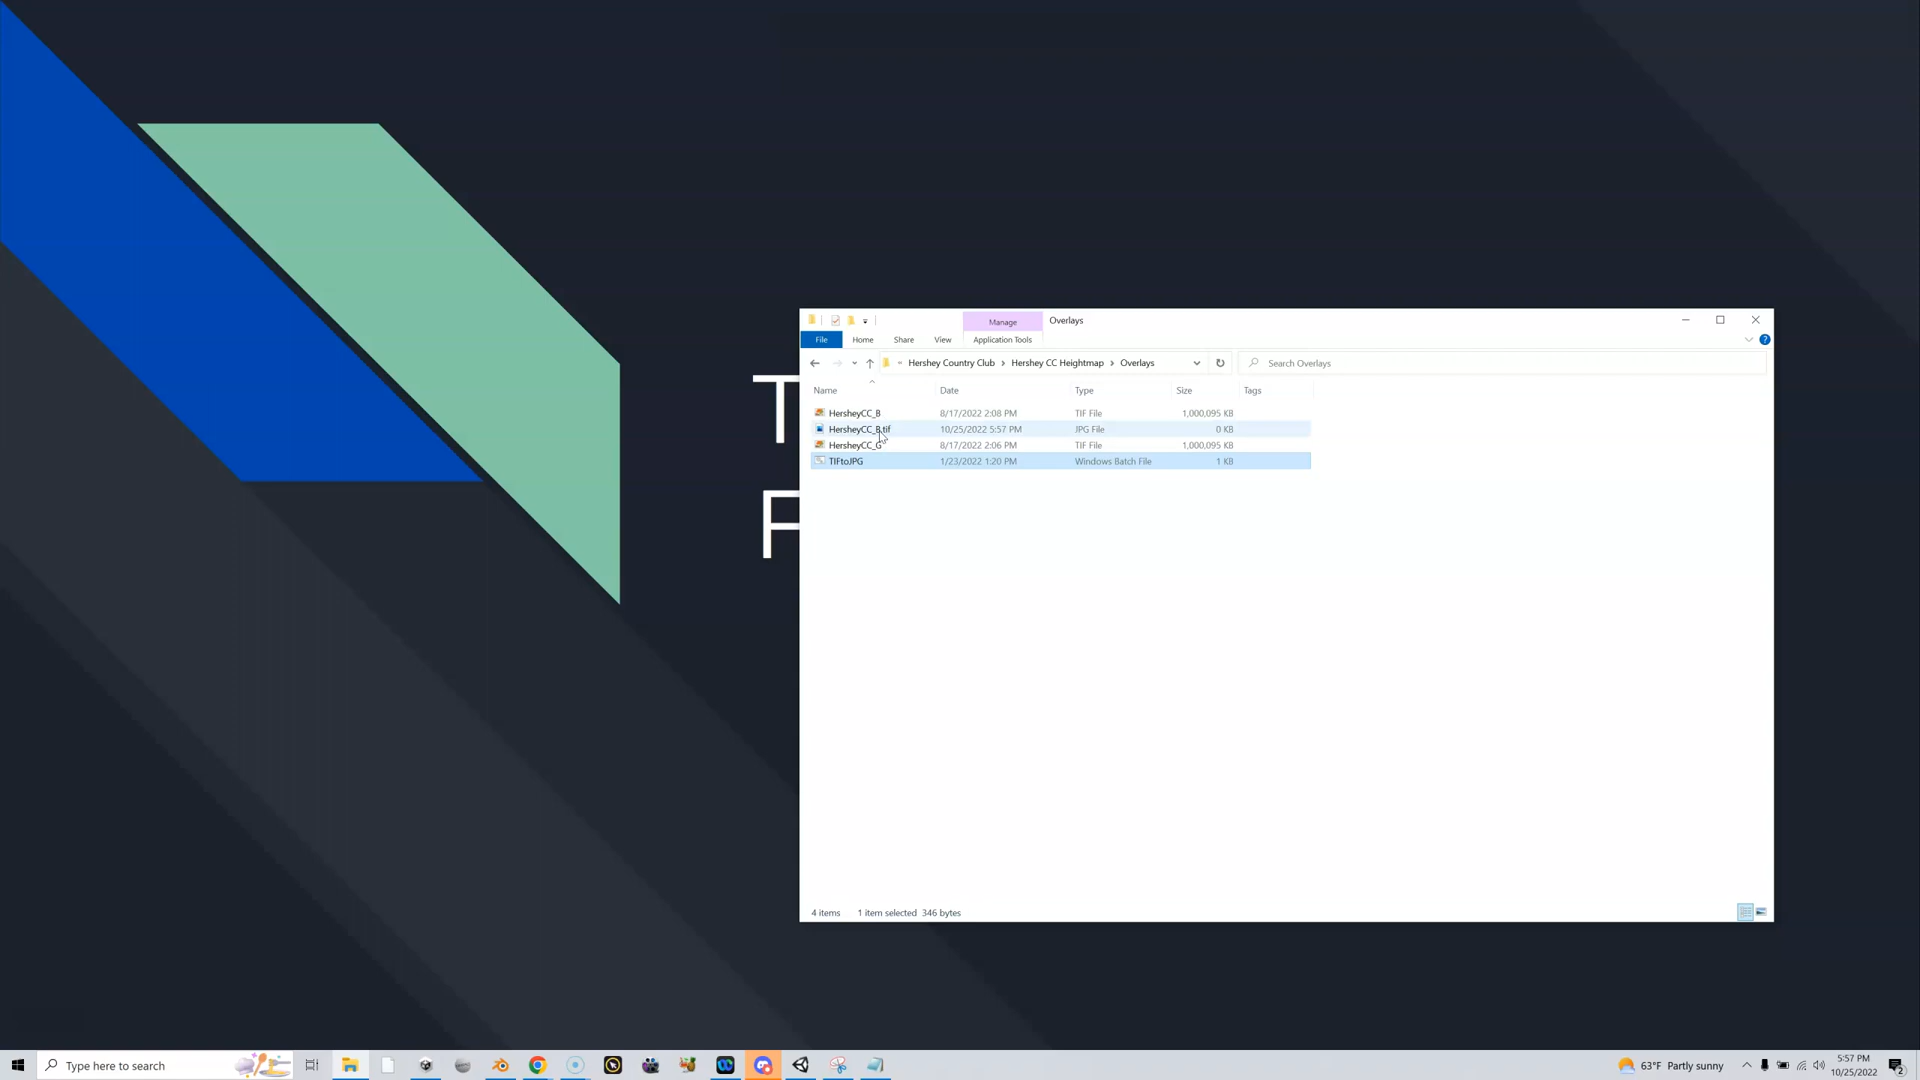 Manage
Overlays
File
Home
Share
View
Application Tools
Hershey Country Club > Hershey CC Heightmap > Overlays
Search Overlays
Name Date Type Size Tags
HersheyCC_B 8/17/2022 2:08 PM TIF File 1,000,095 KB
HersheyCC_B.tif 10/25/2022 5:57 PM JPG File 0 KB
HersheyCC_G 8/17/2022 2:06 PM TIF File 1,000,095 KB
TIFtoJPG 1/23/2022 1:20 PM Windows Batch File 1 KB
T
F
4 items 1 item selected 346 bytes
Type here to search
63°F Partly sunny
5:57 PM
10/25/2022
2